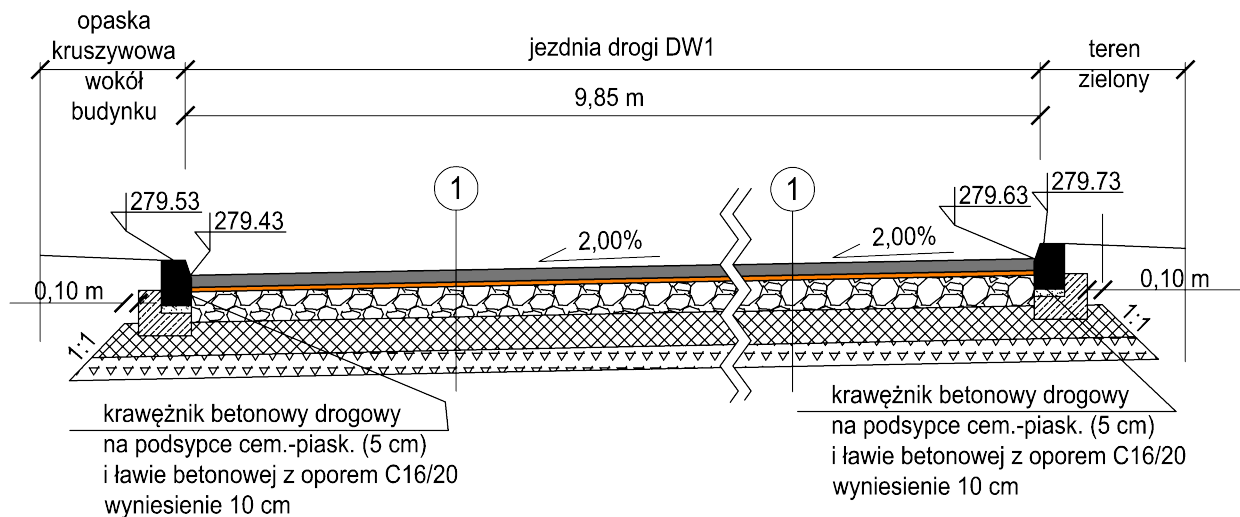 opaska
kruszywowa
wokół
budynku
jezdnia drogi DW1
9,85 m
teren
zielony
279.53
279.43
1
1
279.63
279.73
2,00%
2,00%
0,10 m
0,10 m
1:1
1:1
krawężnik betonowy drogowy
na podsypce cem.-piask. (5 cm)
i ławie betonowej z oporem C16/20
wyniesienie 10 cm
krawężnik betonowy drogowy
na podsypce cem.-piask. (5 cm)
i ławie betonowej z oporem C16/20
wyniesienie 10 cm